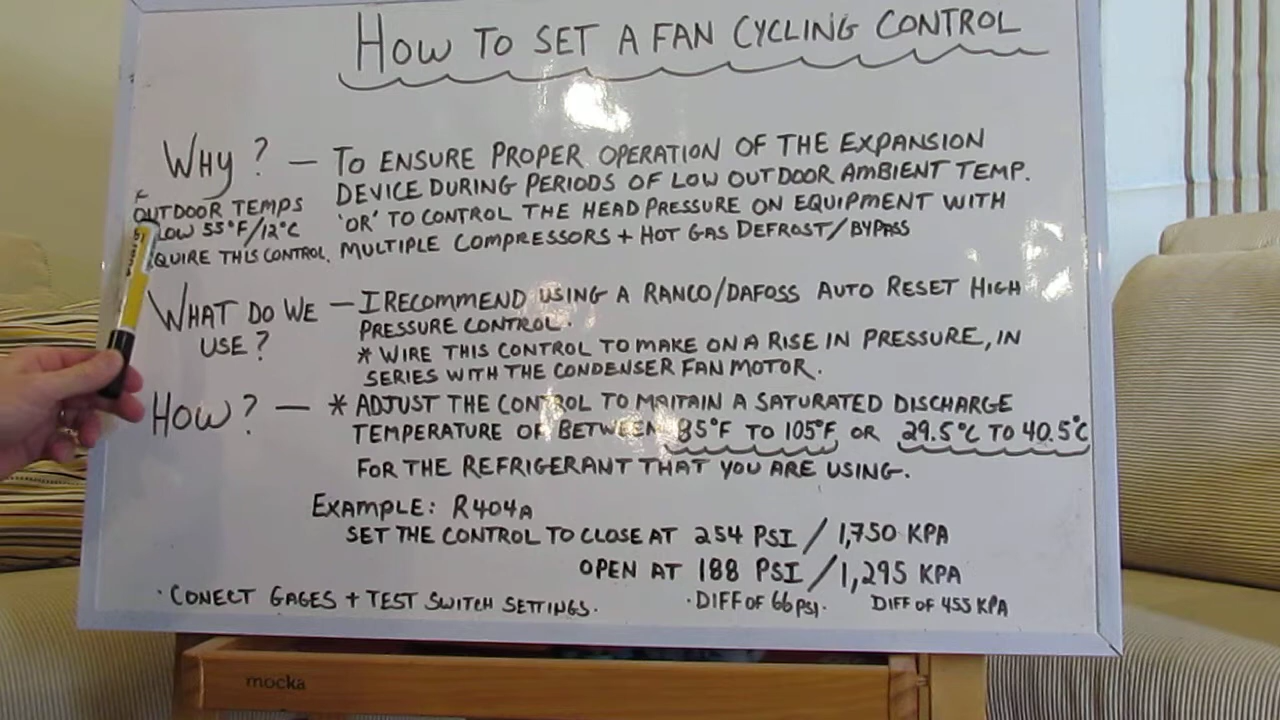 HOW TO SET A FAN CYCLING CONTROL
WHY? – TO ENSURE PROPER OPERATION OF THE EXPANSION
DEVICE DURING PERIODS OF LOW OUTDOOR AMBIENT TEMP.
'OR' TO CONTROL THE HEAD PRESSURE ON EQUIPMENT WITH
MULTIPLE COMPRESSORS + HOT GAS DEFROST/BYPASS
OUTDOOR TEMPS
55°F/12°C
THIS CONTROL.
WHAT DO WE USE? – I RECOMMEND USING A RANCO/DAFOSS AUTO RESET HIGH
PRESSURE CONTROL.
* WIRE THIS CONTROL TO MAKE ON A RISE IN PRESSURE, IN
SERIES WITH THE CONDENSER FAN MOTOR.
HOW? – * ADJUST THE CONTROL TO MAITAIN A SATURATED DISCHARGE
TEMPERATURE OF BETWEEN 85°F TO 105°F OR 29.5°C TO 40.5°C
FOR THE REFRIGERANT THAT YOU ARE USING.
EXAMPLE: R404A
SET THE CONTROL TO CLOSE AT 254 PSI / 1,750 KPA
OPEN AT 188 PSI / 1,295 KPA
· DIFF OF 66 PSI. DIFF OF 455 KPA
· CONECT GAGES + TEST SWITCH SETTINGS.
mocka